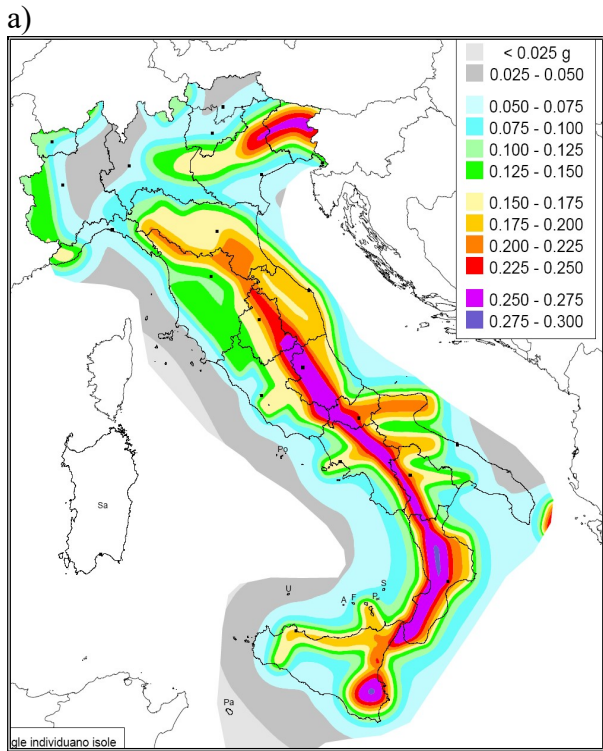 a)
< 0.025 g
0.025 - 0.050
0.050 - 0.075
0.075 - 0.100
0.100 - 0.125
0.125 - 0.150
0.150 - 0.175
0.175 - 0.200
0.200 - 0.225
0.225 - 0.250
0.250 - 0.275
0.275 - 0.300
Po
Sa
U
A F P S
Pa
gle individuano isole